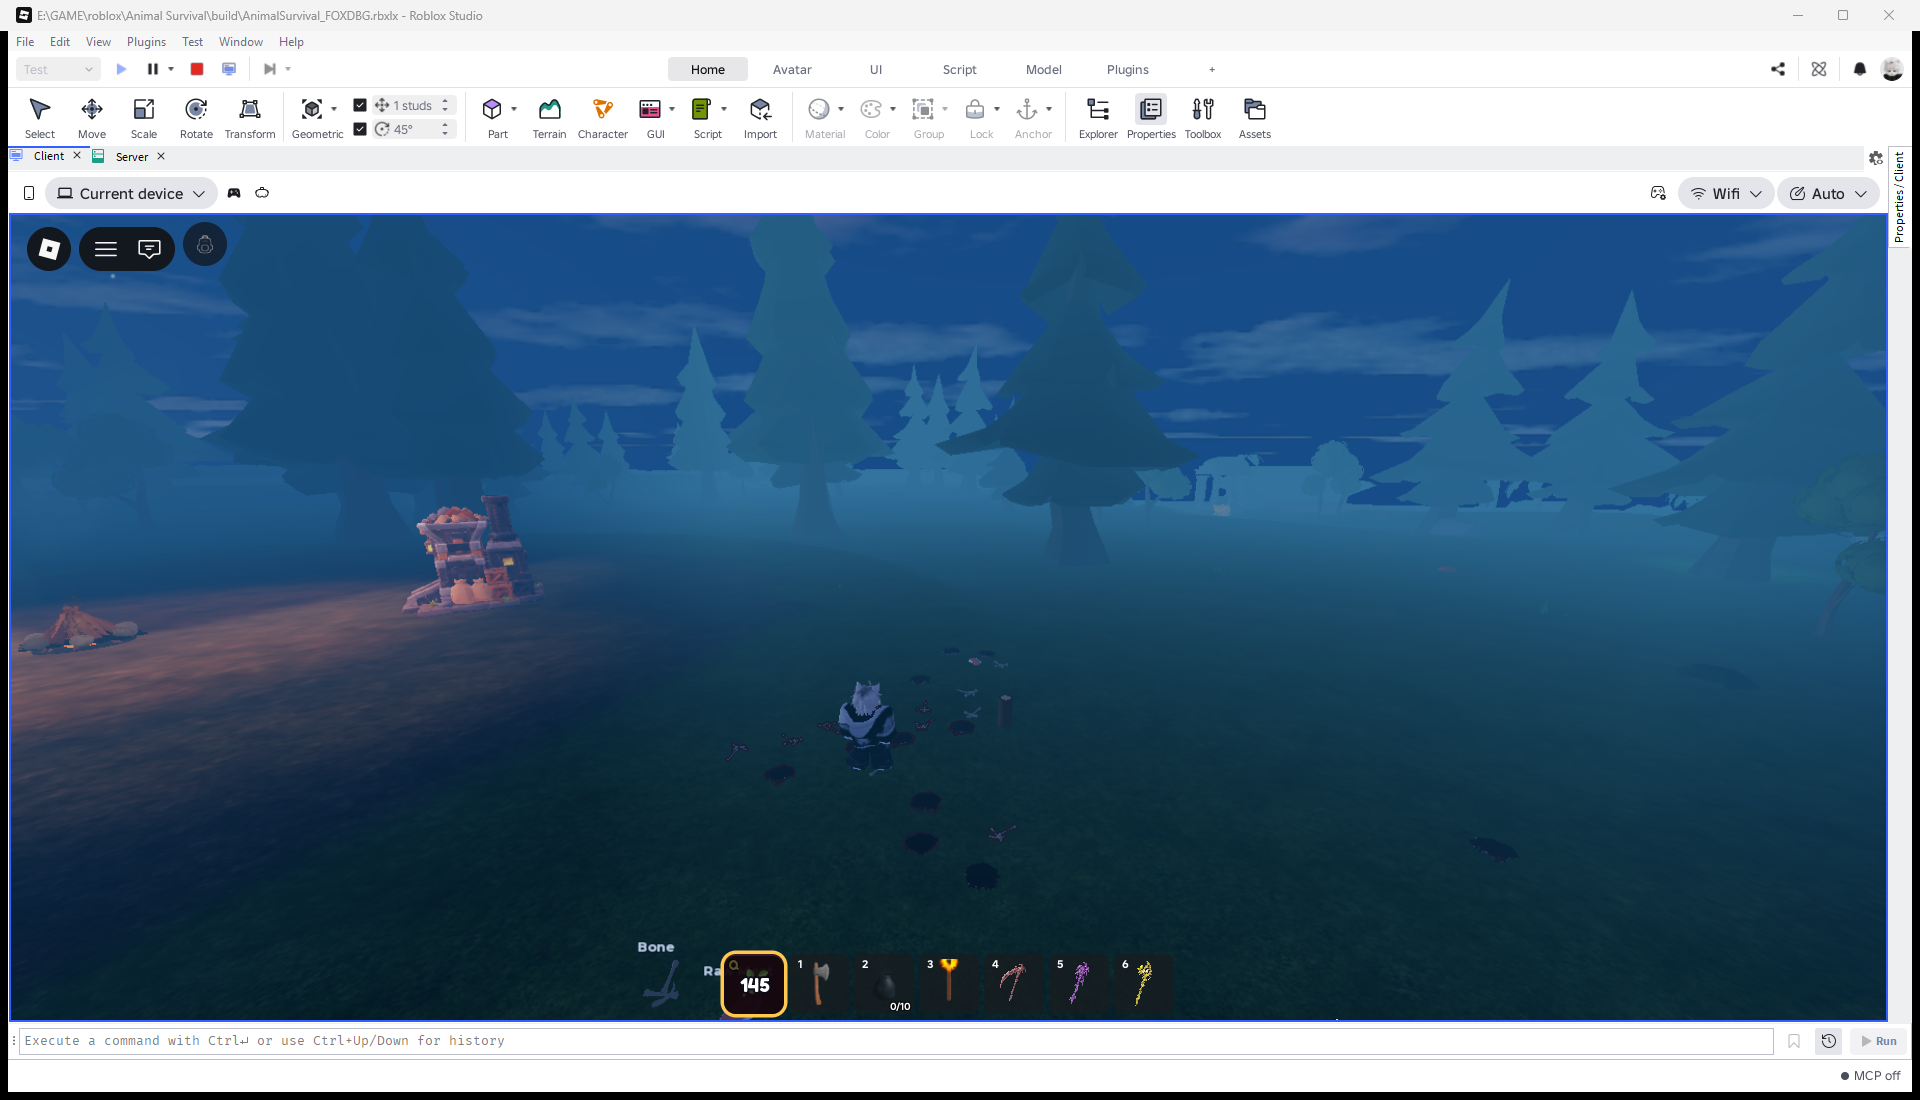 E:\GAME\roblox\Animal Survival\build\AnimalSurvival_FOXDBG.rbxlx - Roblox Studio
File Edit View Plugins Test Window Help
Test
Home Avatar UI Script Model Plugins +
1 studs
45°
Select Move Scale Rotate Transform Geometric Part Terrain Character GUI Script Import Material Color Group Lock Anchor Explorer Properties Toolbox Assets
Client Server
Properties / Client
Current device
Wifi Auto
Bone
Ra
Q
145
1 2 3 4 5 6
0/10
Execute a command with Ctrl↵ or use Ctrl+Up/Down for history
Run
MCP off